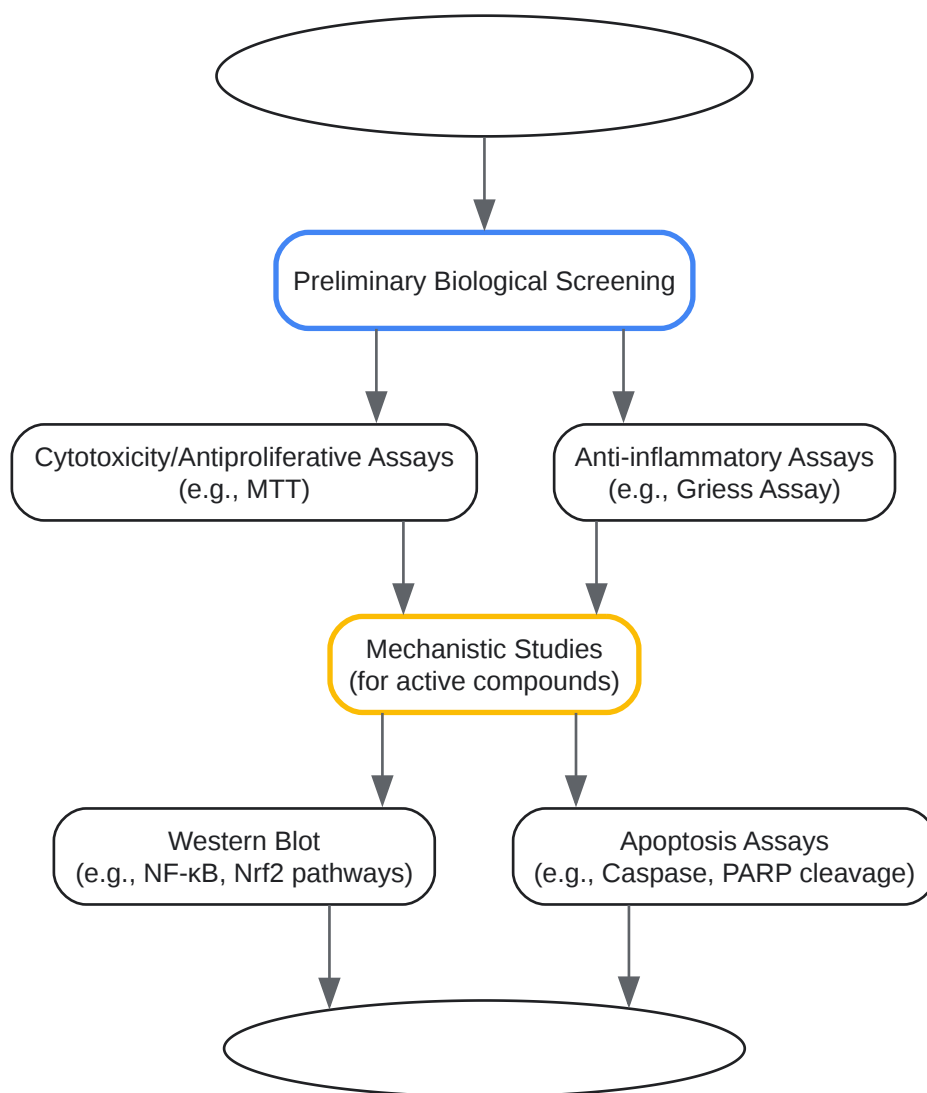 Preliminary Biological Screening
Cytotoxicity/Antiproliferative Assays
(e.g., MTT)
Anti-inflammatory Assays
(e.g., Griess Assay)
Mechanistic Studies
(for active compounds)
Western Blot
(e.g., NF-κB, Nrf2 pathways)
Apoptosis Assays
(e.g., Caspase, PARP cleavage)